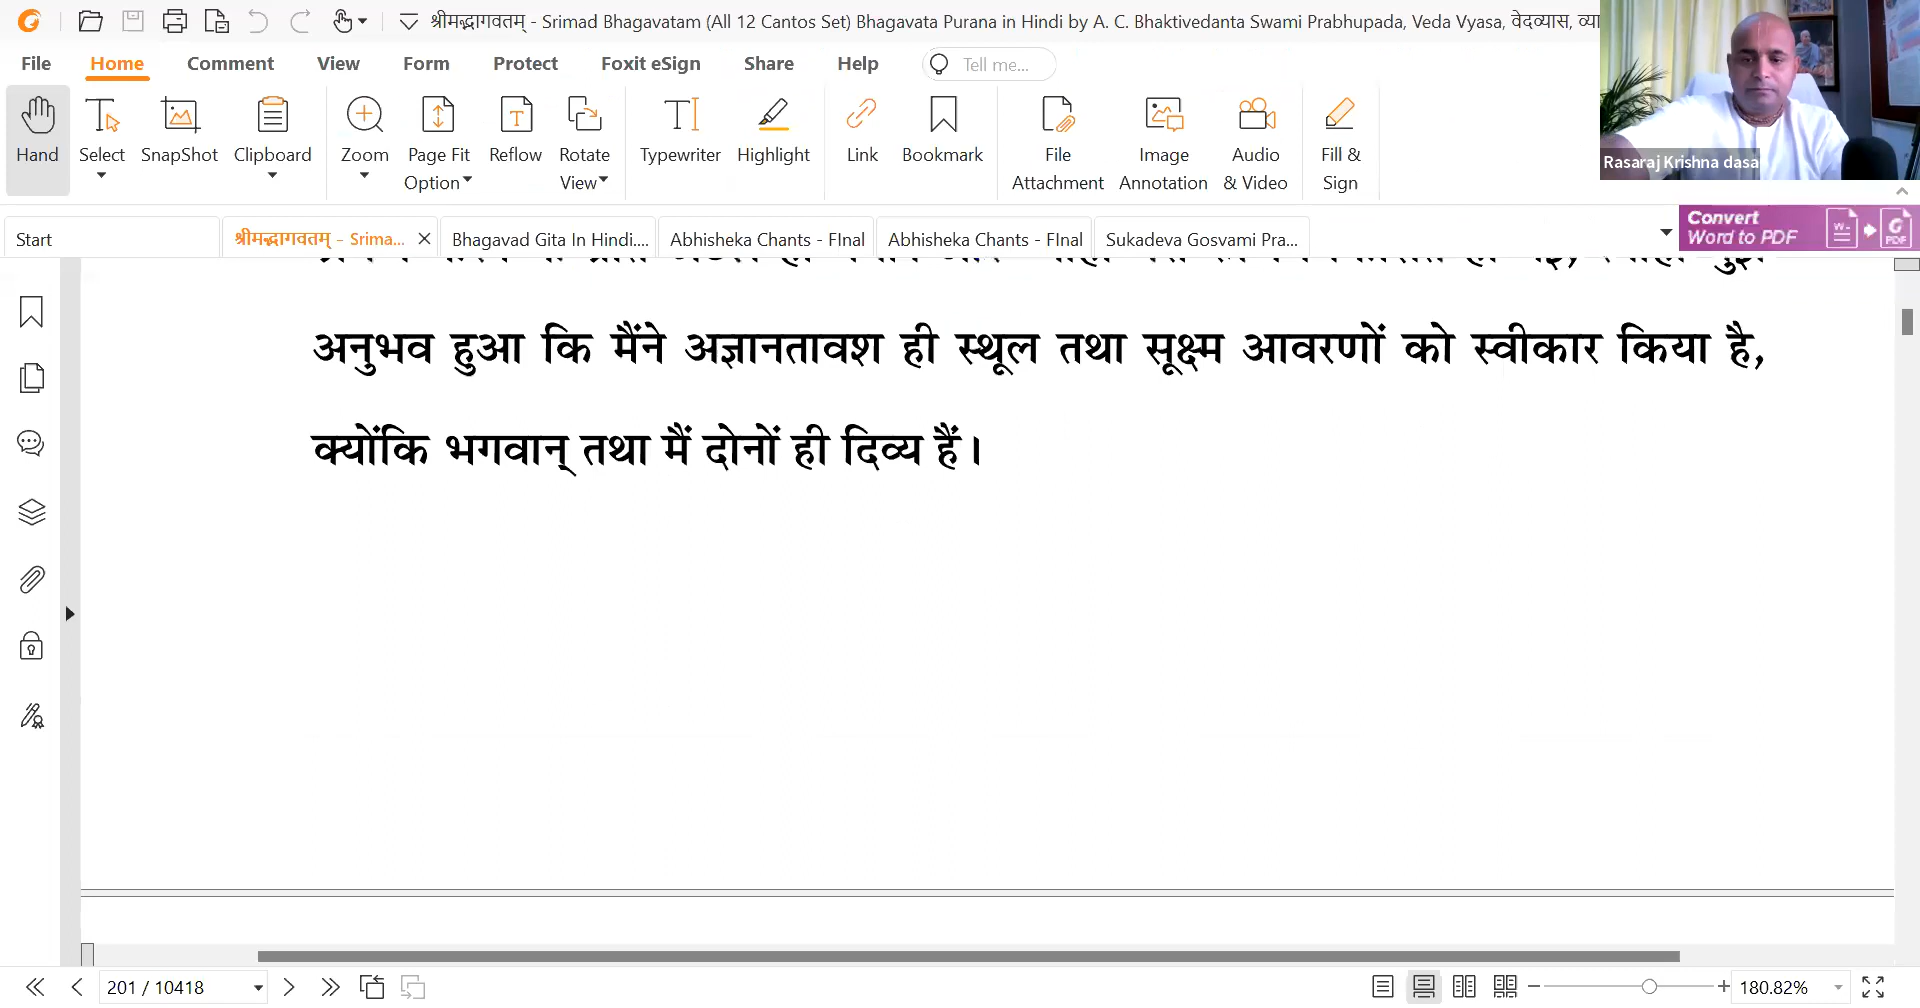 श्रीमद्भागवतम् - Srimad Bhagavatam (All 12 Cantos Set) Bhagavata Purana in Hindi by A. C. Bhaktivedanta Swami Prabhupada, Veda Vyasa, वेदव्यास, व्या
File Home Comment View Form Protect Foxit eSign Share Help Tell me...
Hand Select SnapShot Clipboard Zoom Page Fit Option Reflow Rotate View Typewriter Highlight Link Bookmark File Attachment Image Annotation Audio & Video Fill & Sign
Rasaraj Krishna dasa
Start श्रीमद्भागवतम् - Srima... Bhagavad Gita In Hindi.... Abhisheka Chants - FInal Abhisheka Chants - FInal Sukadeva Gosvami Pra...
Convert
Word to PDF
अनुभव हुआ कि मैंने अज्ञानतावश ही स्थूल तथा सूक्ष्म आवरणों को स्वीकार किया है,
क्योंकि भगवान् तथा मैं दोनों ही दिव्य हैं।
201 / 10418 180.82%